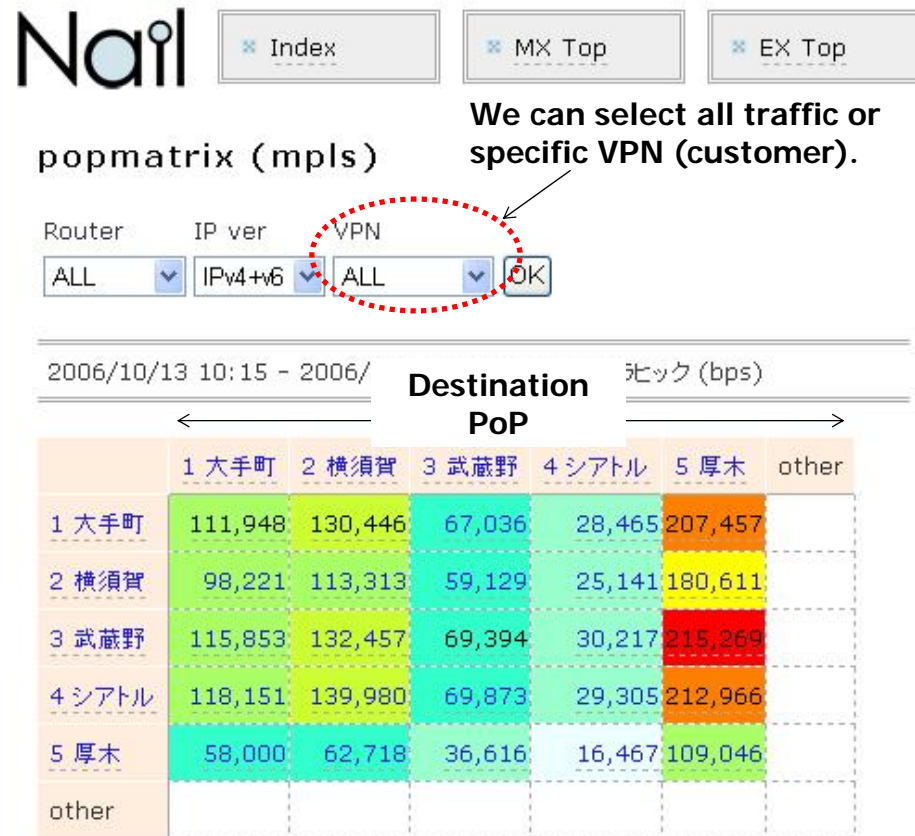 Nail Index MX Top EX Top
We can select all traffic or
specific VPN (customer).
popmatrix (mpls)
Router IP ver VPN
ALL IPv4+v6 ALL OK
2006/10/13 10:15 - 2006/ ラヒック (bps)
Destination
PoP
1 大手町 2 横須賀 3 武蔵野 4 シアトル 5 厚木 other
1 大手町 111,948 130,446 67,036 28,465 207,457
2 横須賀 98,221 113,313 59,129 25,141 180,611
3 武蔵野 115,853 132,457 69,394 30,217 215,269
4 シアトル 118,151 139,980 69,873 29,305 212,966
5 厚木 58,000 62,718 36,616 16,467 109,046
other